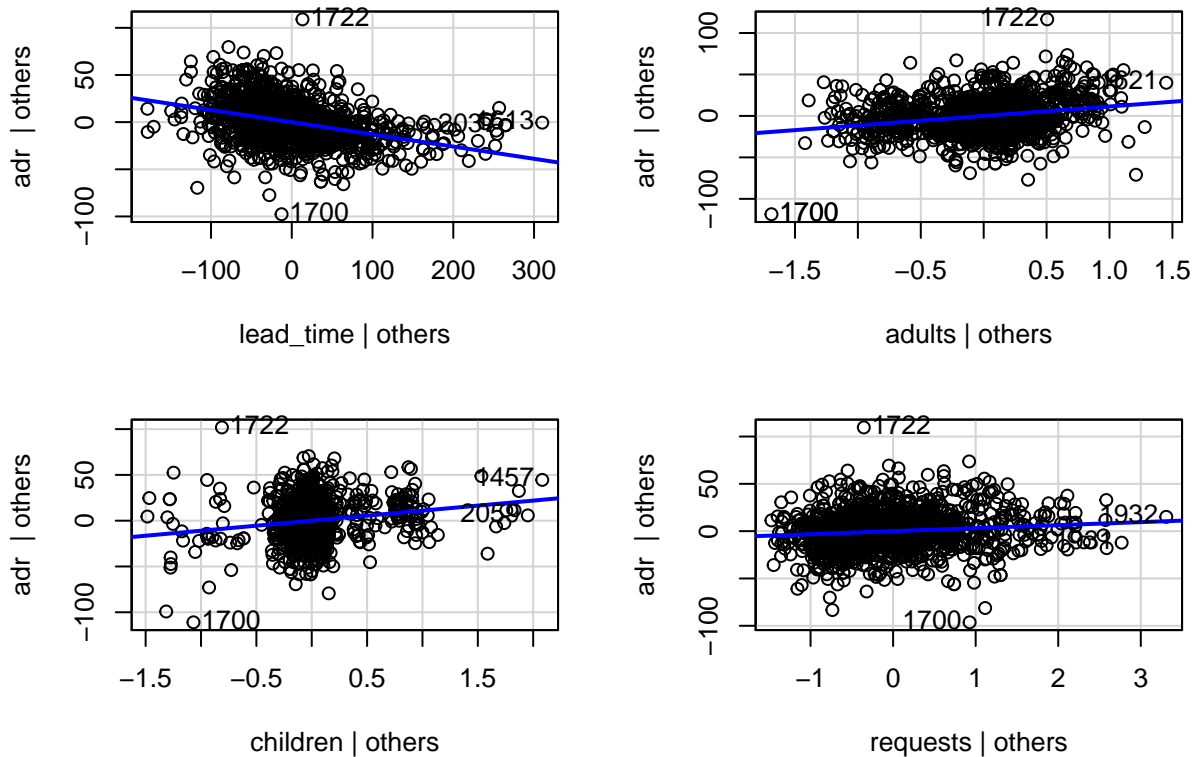 1722
1700
−100 0 100 200 300
−100 0 50
lead_time | others
adr | others
1722
1700
−1.5 −0.5 0.5 1.0 1.5
−100 0 100
adults | others
adr | others
1722
1457
1700
−1.5 −0.5 0.5 1.5
−100 0 50
children | others
adr | others
1722
1932
1700
−1 0 1 2 3
−100 0 50
requests | others
adr | others